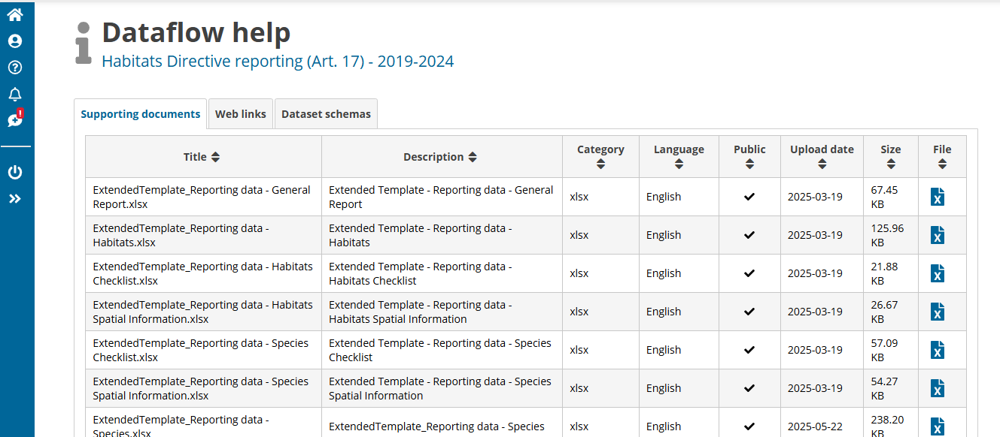 Dataflow help
Habitats Directive reporting (Art. 17) - 2019-2024
Supporting documents
Web links
Dataset schemas
Title
Description
Category
Language
Public
Upload date
Size
File
ExtendedTemplate_Reporting data - General
Report.xlsx
Extended Template - Reporting data - General
Report
xlsx
English
2025-03-19
67.45
KB
ExtendedTemplate_Reporting data -
Habitats.xlsx
Extended Template - Reporting data -
Habitats
xlsx
English
2025-03-19
125.96
KB
ExtendedTemplate_Reporting data - Habitats
Checklist.xlsx
Extended Template - Reporting data -
Habitats Checklist
xlsx
English
2025-03-19
21.88
KB
ExtendedTemplate_Reporting data - Habitats
Spatial Information.xlsx
Extended Template - Reporting data -
Habitats Spatial Information
xlsx
English
2025-03-19
26.67
KB
ExtendedTemplate_Reporting data - Species
Checklist.xlsx
Extended Template - Reporting data - Species
Checklist
xlsx
English
2025-03-19
57.09
KB
ExtendedTemplate_Reporting data - Species
Spatial Information.xlsx
Extended Template - Reporting data - Species
Spatial Information
xlsx
English
2025-03-19
54.27
KB
ExtendedTemplate_Reporting data -
Species.xlsx
ExtendedTemplate_Reporting data - Species
xlsx
English
2025-05-22
238.20
KB